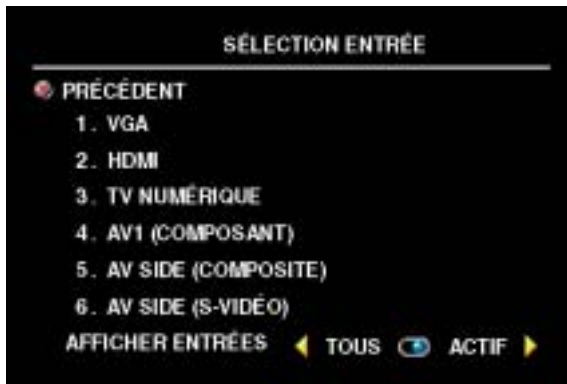 SÉLECTION ENTRÉE
PRÉCÉDENT
1. VGA
2. HDMI
3. TV NUMÉRIQUE
4. AV1 (COMPOSANT)
5. AV SIDE (COMPOSITE)
6. AV SIDE (S-VIDÉO)
AFFICHER ENTRÉES TOUS ACTIF